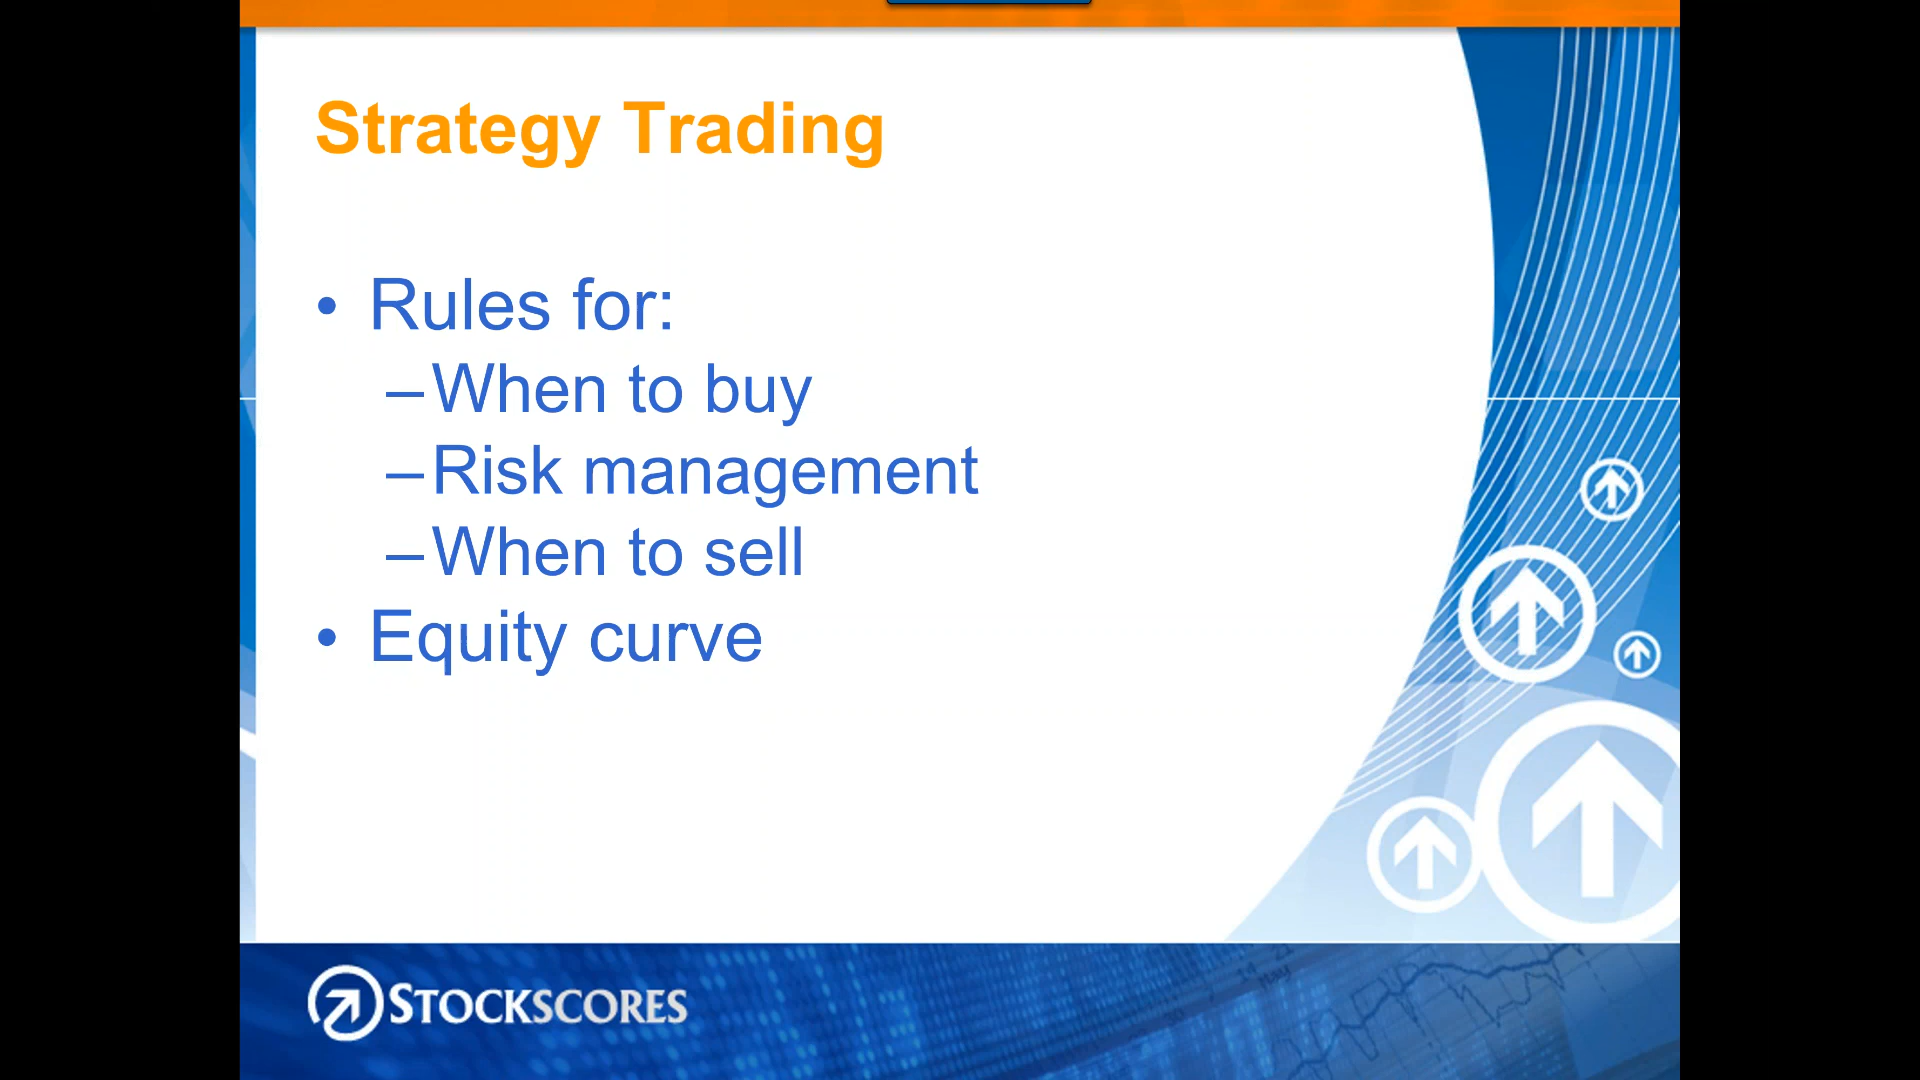 Strategy Trading
• Rules for:
–When to buy
–Risk management
–When to sell
• Equity curve
STOCKSCORES